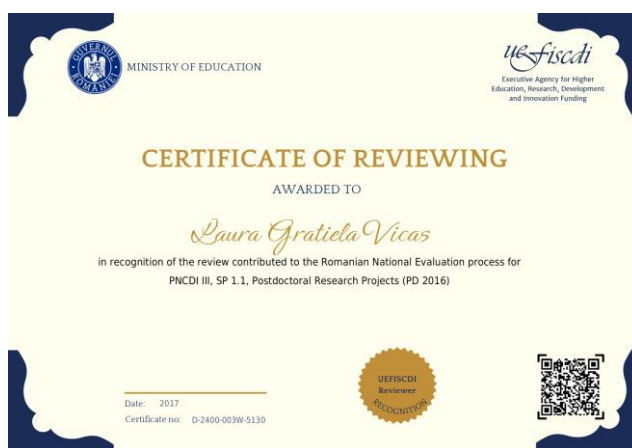 GUVERNUL ROMÂNIEI
MINISTRY OF EDUCATION
uefiscdi
Executive Agency for Higher
Education, Research, Development
and Innovation Funding
CERTIFICATE OF REVIEWING
AWARDED TO
Laura Gratiela Vicas
in recognition of the review contributed to the Romanian National Evaluation process for
PNCDI III, SP 1.1, Postdoctoral Research Projects (PD 2016)
UEFISCDI
Reviewer
RECOGNITION
Date: 2017
Certificate no: D-2400-003W-5130